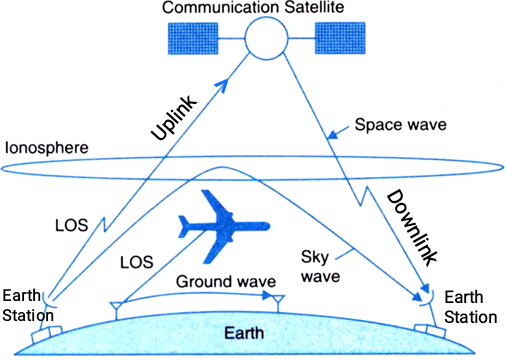 Communication Satellite
Uplink
Space wave
Ionosphere
Downlink
LOS
LOS
Sky
wave
Ground wave
Earth
Station
Earth
Station
Earth